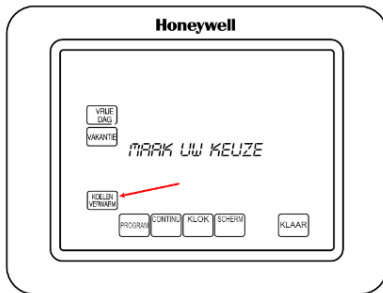 Honeywell
VRIJE
DAG
VAKANTIE
MAAK UW KEUZE
KOELEN
VERWARM
PROGRAM CONTINU KLOK SCHERM KLAAR